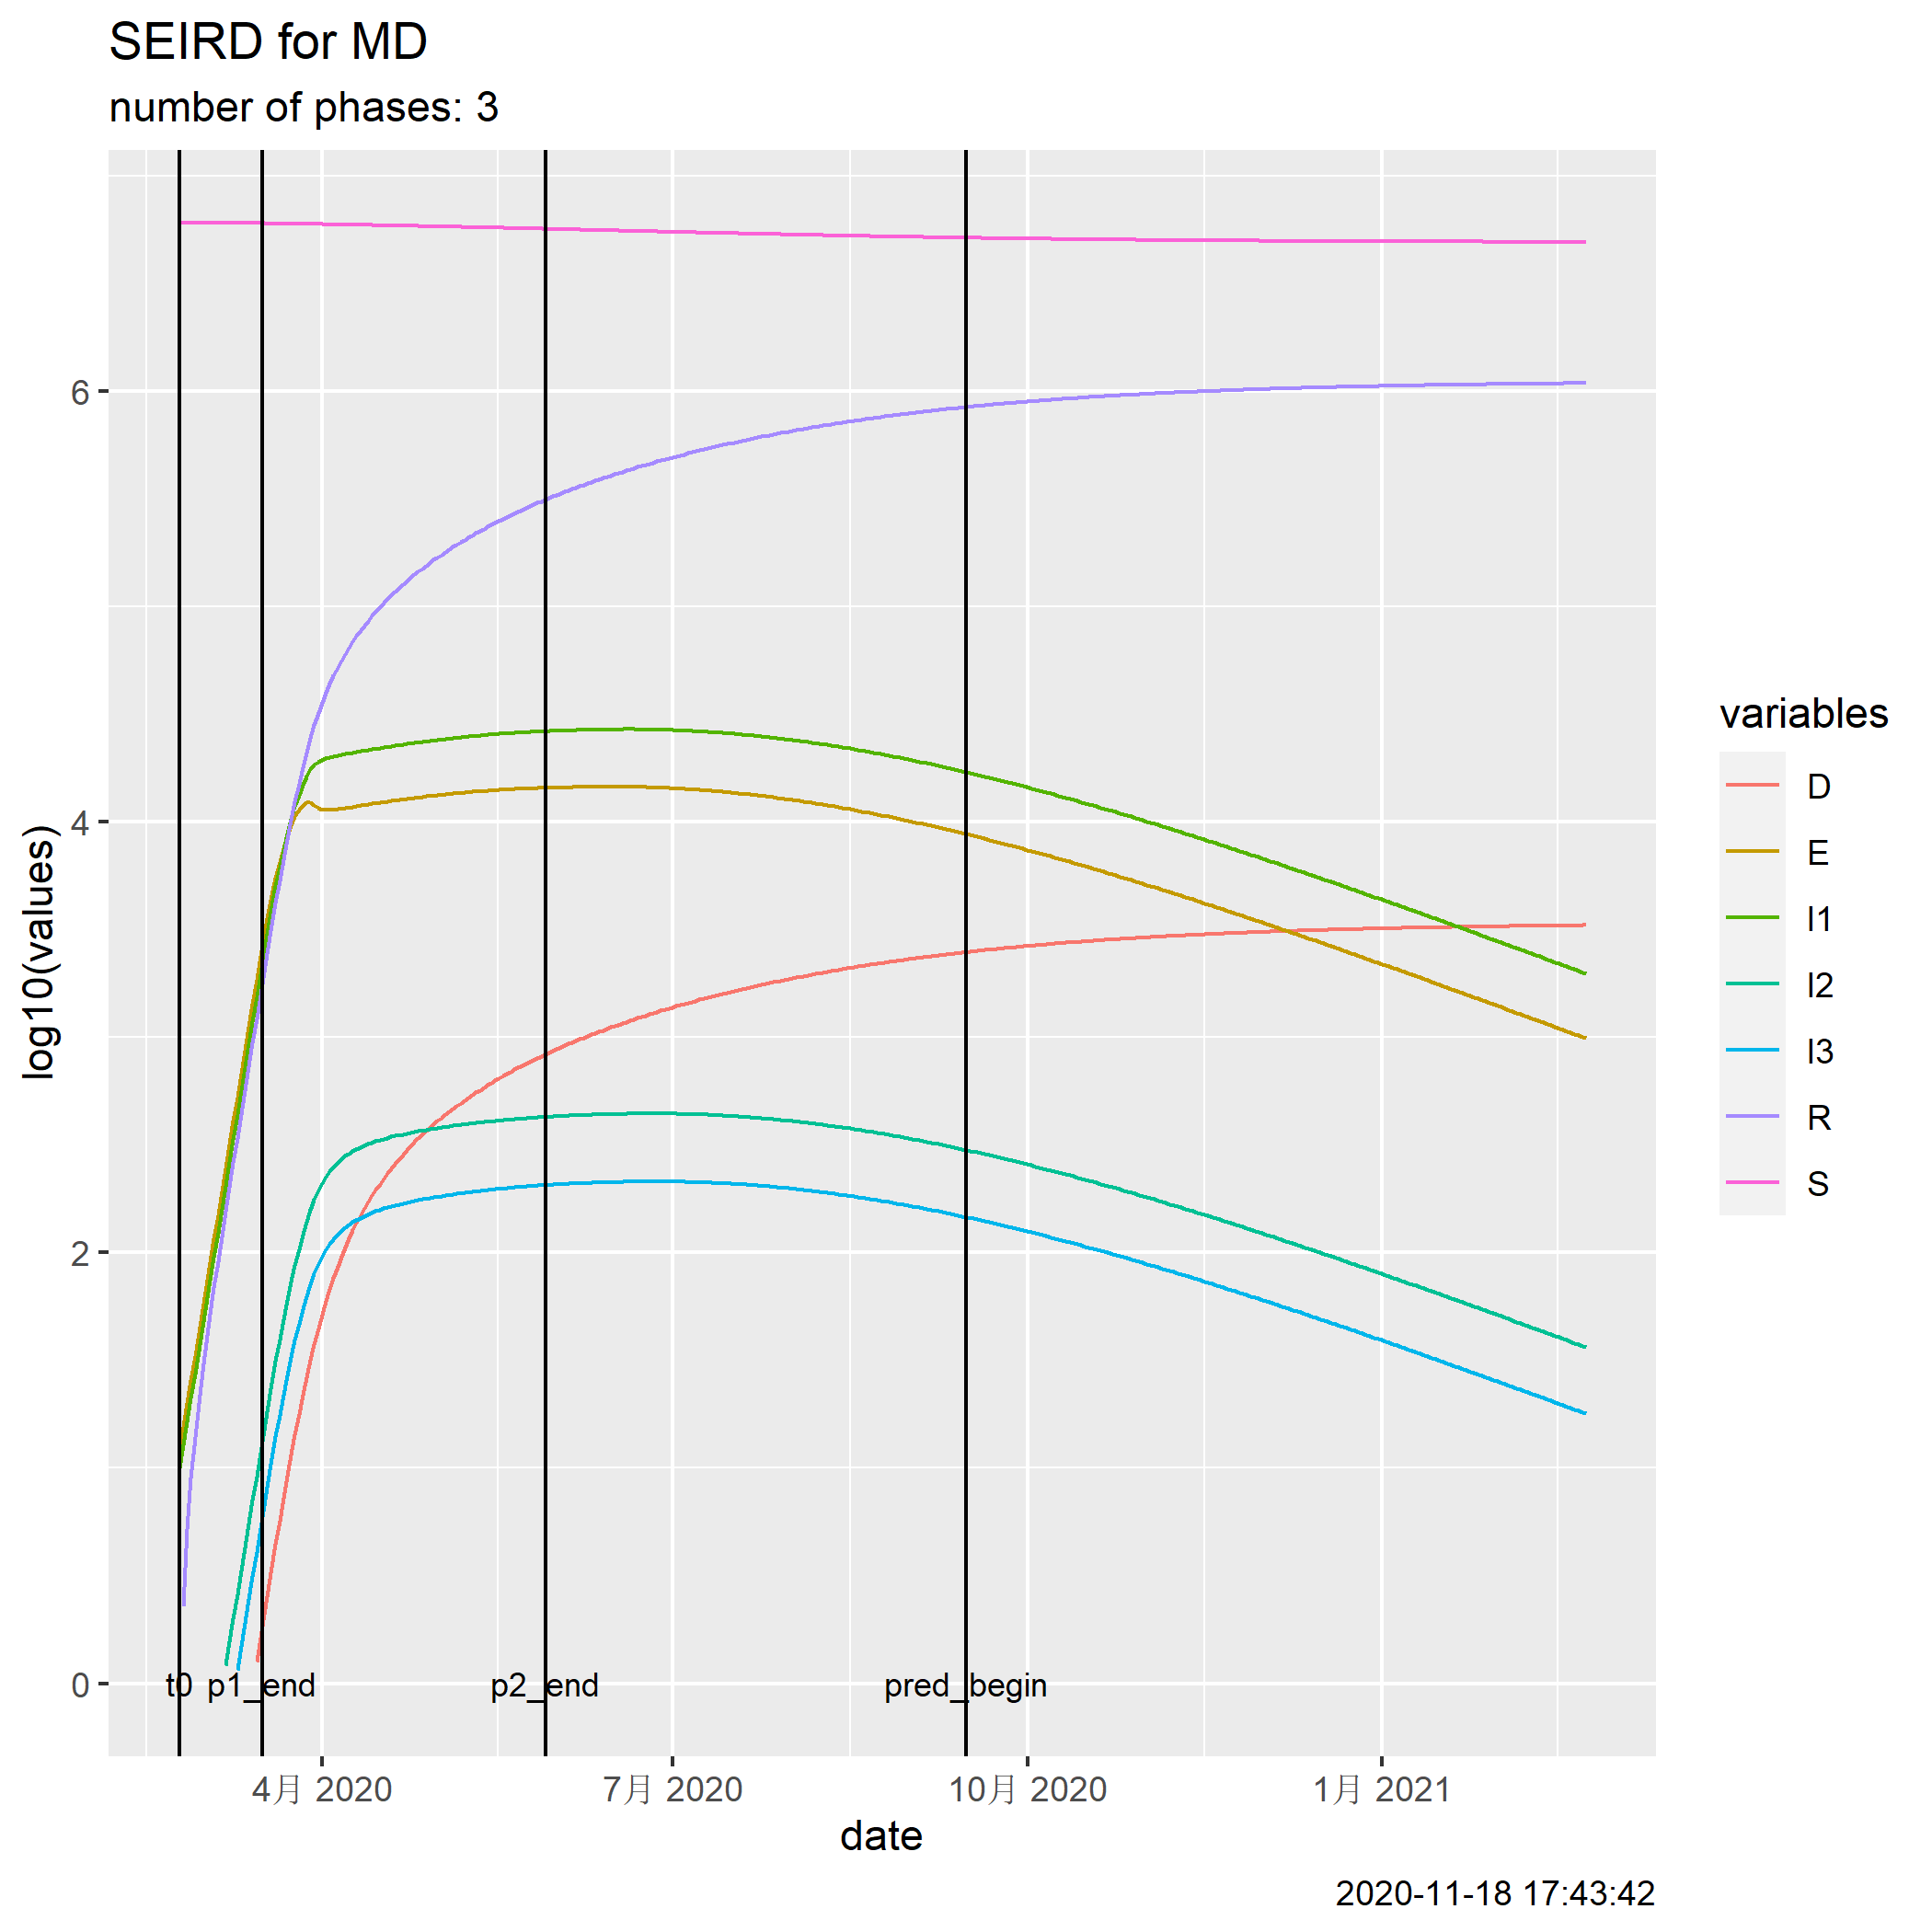 SEIRD for MD
number of phases: 3
log10(values)
6
4
2
0
t0 p1_end p2_end pred_begin
4月 2020 7月 2020 10月 2020 1月 2021
date
variables
D
E
I1
I2
I3
R
S
2020-11-18 17:43:42